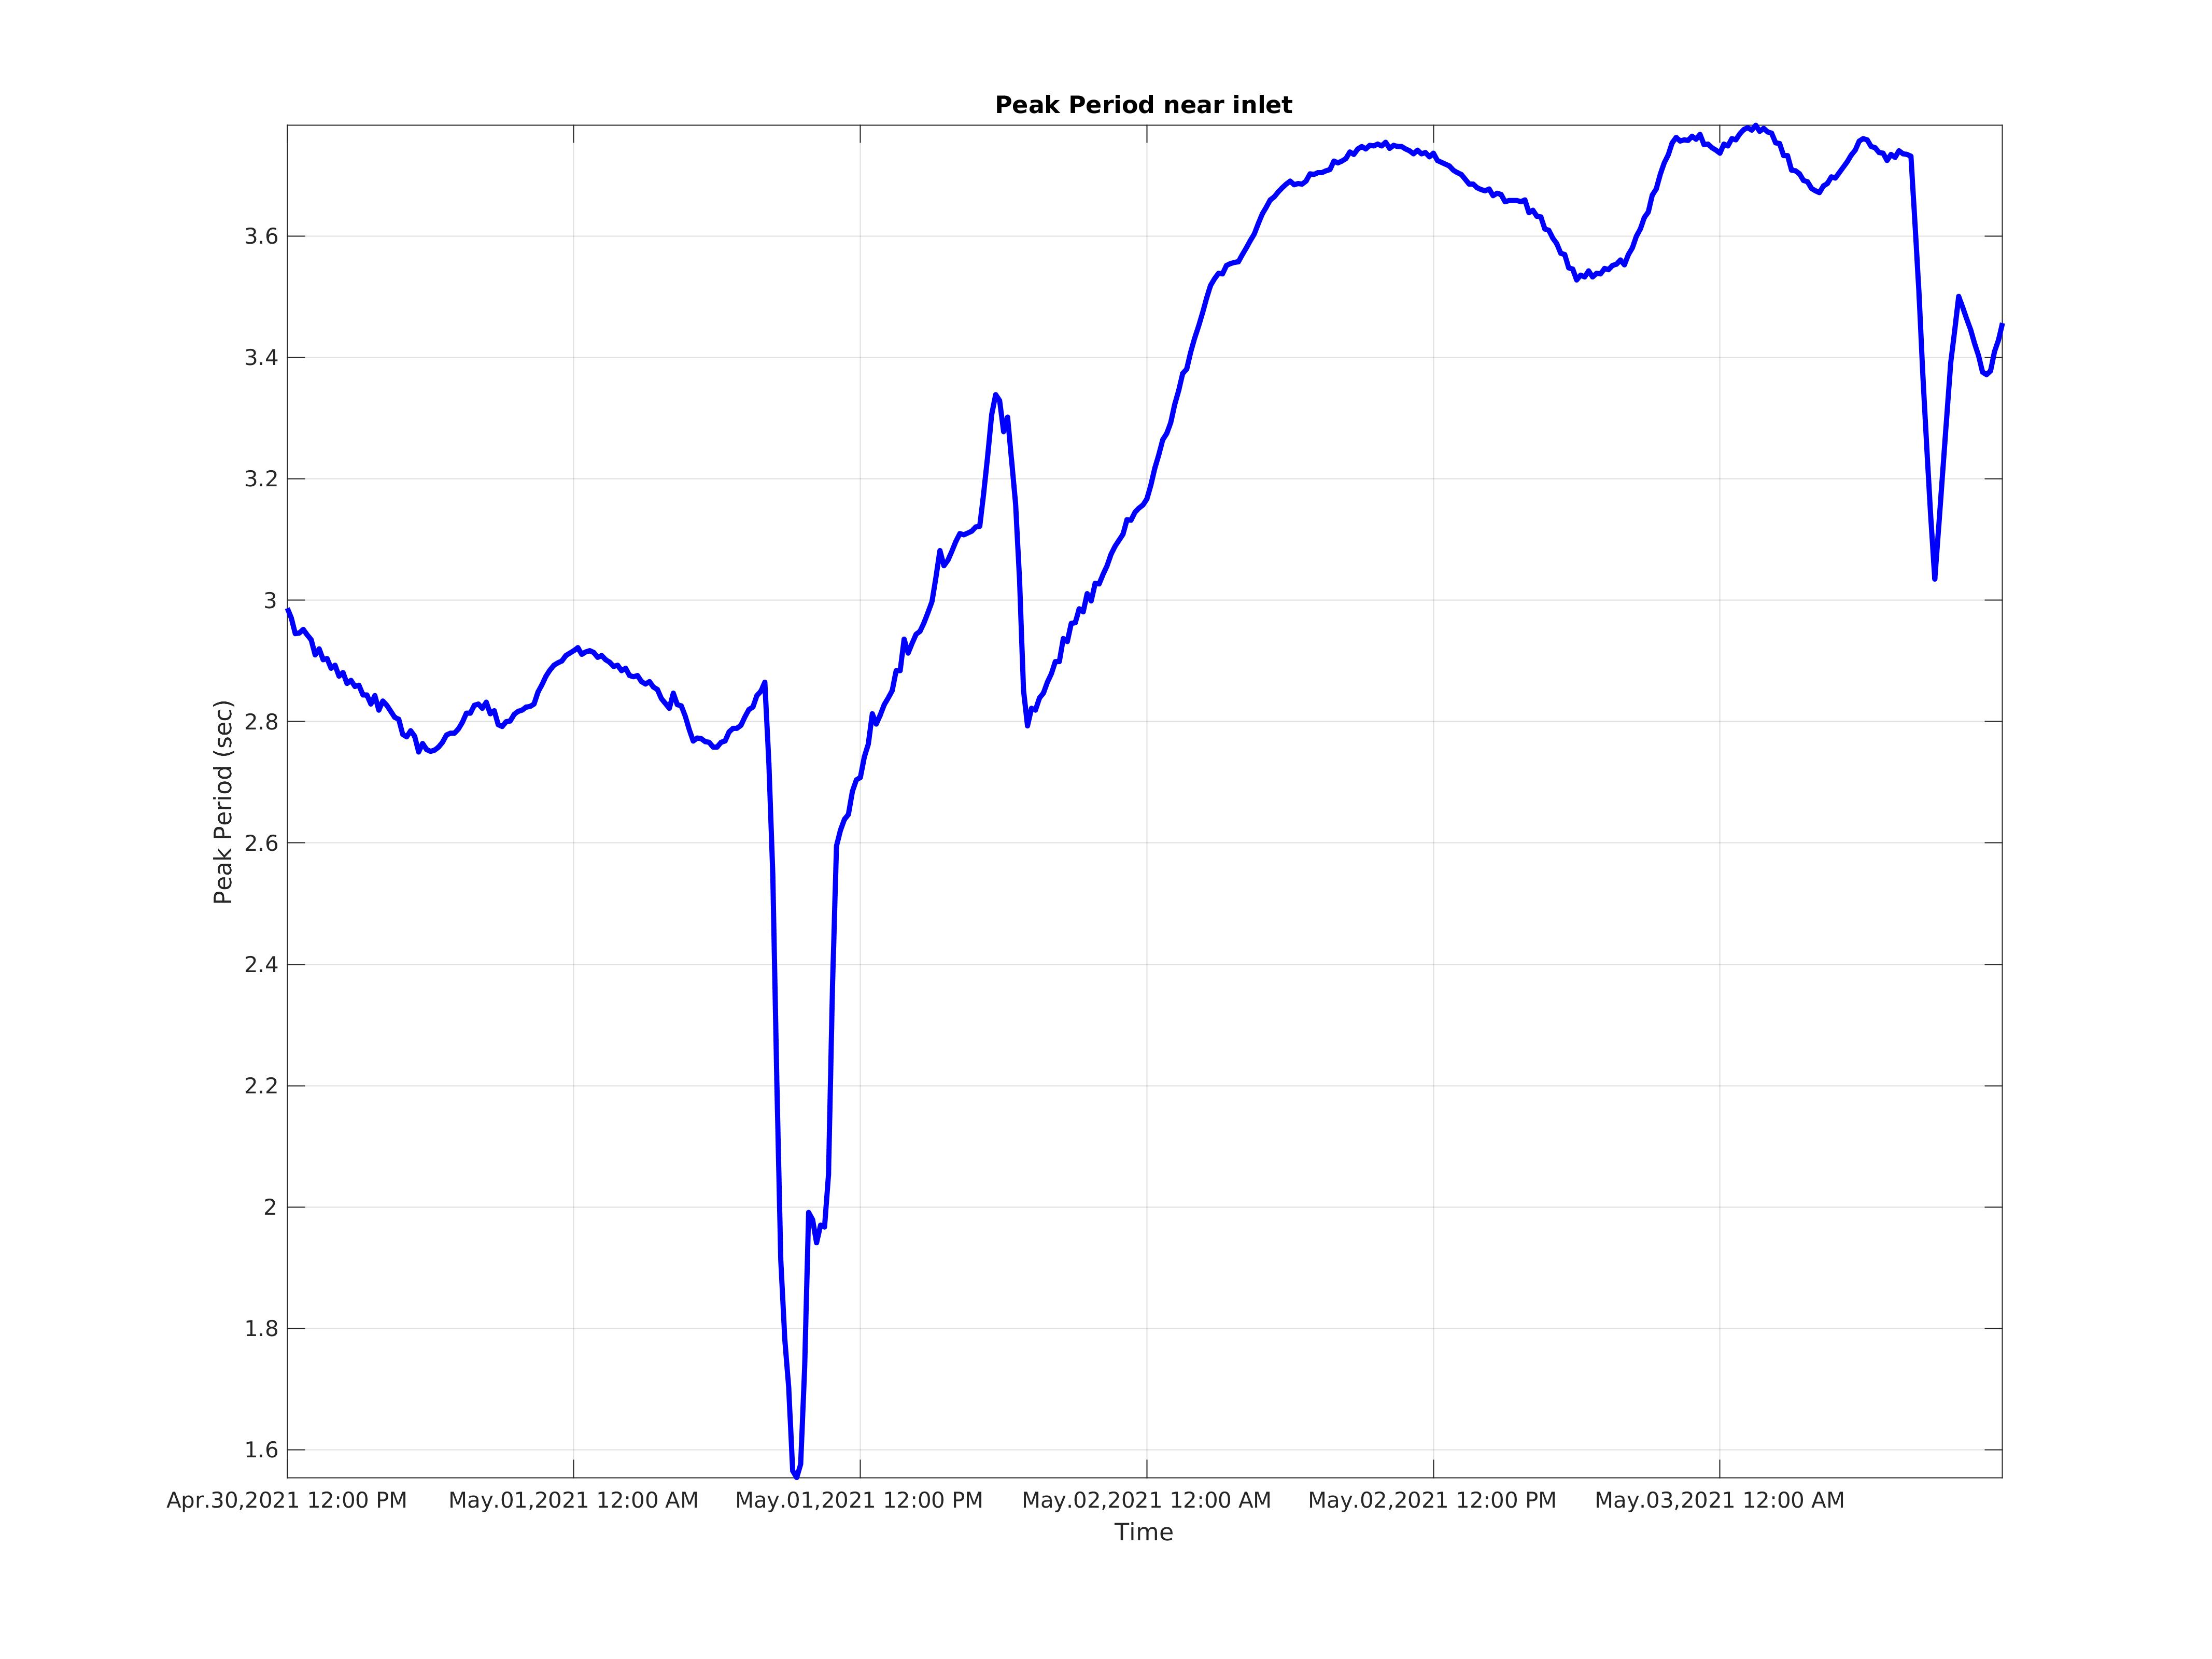 Peak Period near inlet
Peak Period (sec)
3.6
3.4
3.2
3
2.8
2.6
2.4
2.2
2
1.8
1.6
Apr.30,2021 12:00 PM May.01,2021 12:00 AM May.01,2021 12:00 PM May.02,2021 12:00 AM May.02,2021 12:00 PM May.03,2021 12:00 AM
Time